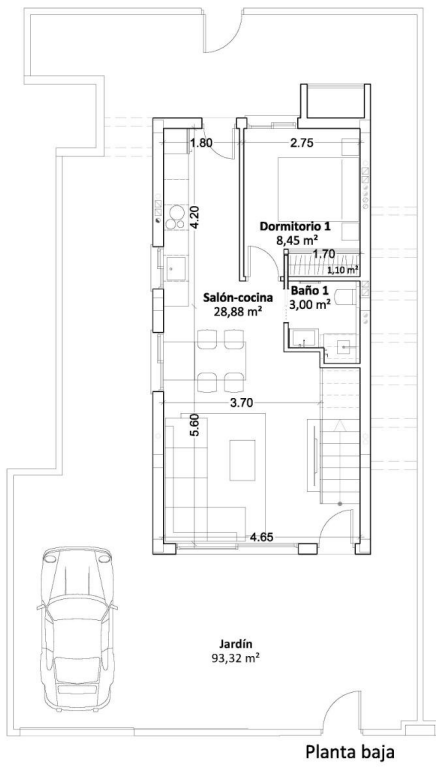 1.80
2.75
4.20
Dormitorio 1
8,45 m²
1.70
1,10 m²
Salón-cocina
28,88 m²
Baño 1
3,00 m²
3.70
5.60
4.65
Jardín
93,32 m²
Planta baja